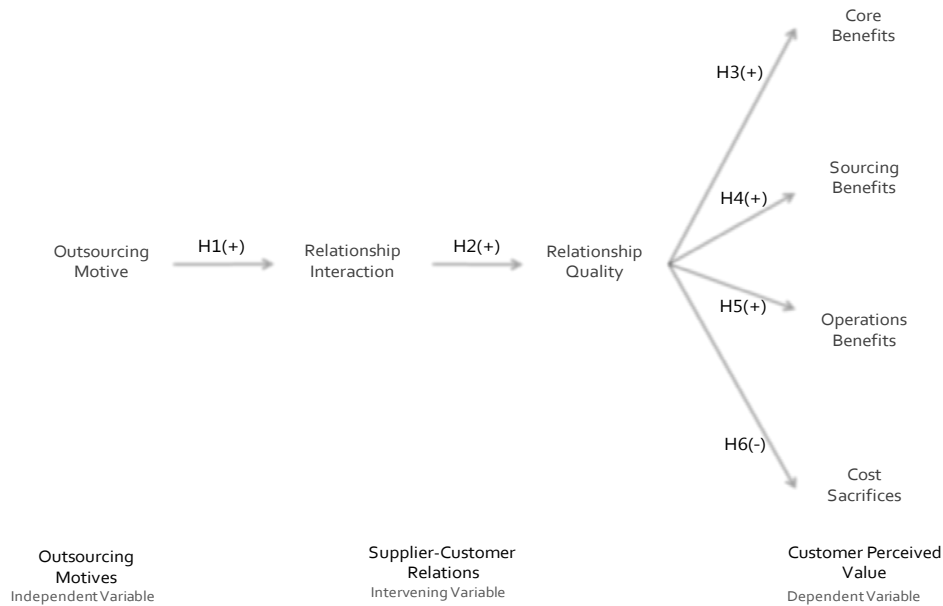 Core
Benefits
H3(+)
Sourcing
Benefits
H4(+)
Outsourcing
Motive
H1(+)
Relationship
Interaction
H2(+)
Relationship
Quality
H5(+)
Operations
Benefits
H6(-)
Cost
Sacrifices
Outsourcing
Motives
Independent Variable
Supplier-Customer
Relations
Intervening Variable
Customer Perceived
Value
Dependent Variable